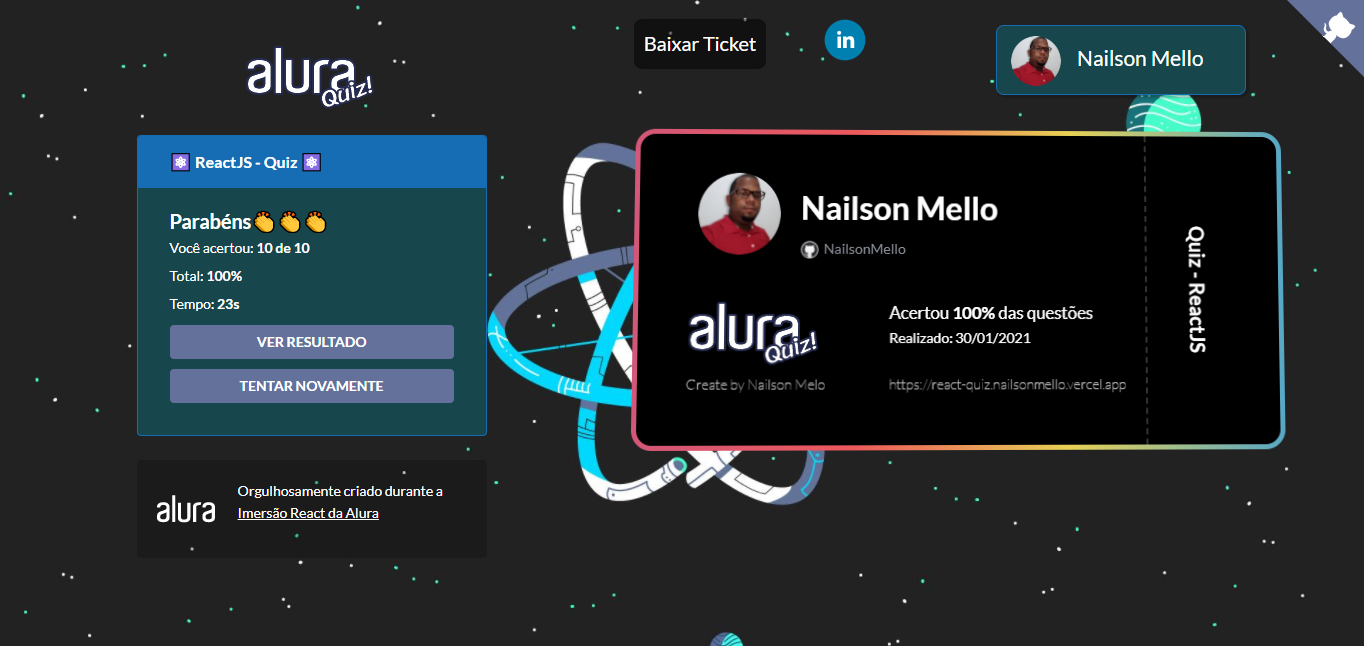 alura
Quiz!
Baixar Ticket
in
Nailson Mello
ReactJS - Quiz
Parabéns👏👏👏
Você acertou: 10 de 10
Total: 100%
Tempo: 23s
VER RESULTADO
TENTAR NOVAMENTE
alura
Orgulhosamente criado durante a
Imersão React da Alura
Nailson Mello
NailsonMello
alura
Quiz!
Create by Nailson Melo
Acertou 100% das questões
Realizado: 30/01/2021
https://react-quiz.nailsonmello.vercel.app
Quiz - ReactJS